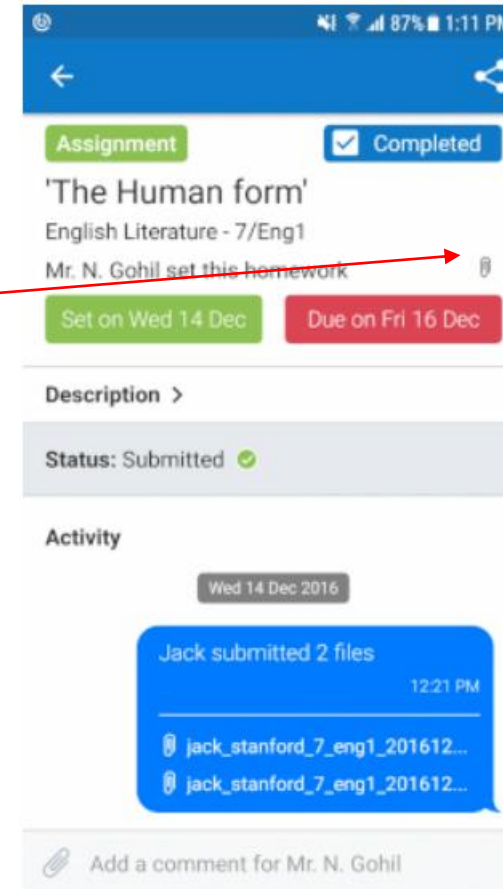 87% 1:11 PM
Assignment
Completed
'The Human form'
English Literature - 7/Eng1
Mr. N. Gohil set this homework
Set on Wed 14 Dec
Due on Fri 16 Dec
Description >
Status: Submitted
Activity
Wed 14 Dec 2016
Jack submitted 2 files
12:21 PM
jack_stanford_7_eng1_201612...
jack_stanford_7_eng1_201612...
Add a comment for Mr. N. Gohil